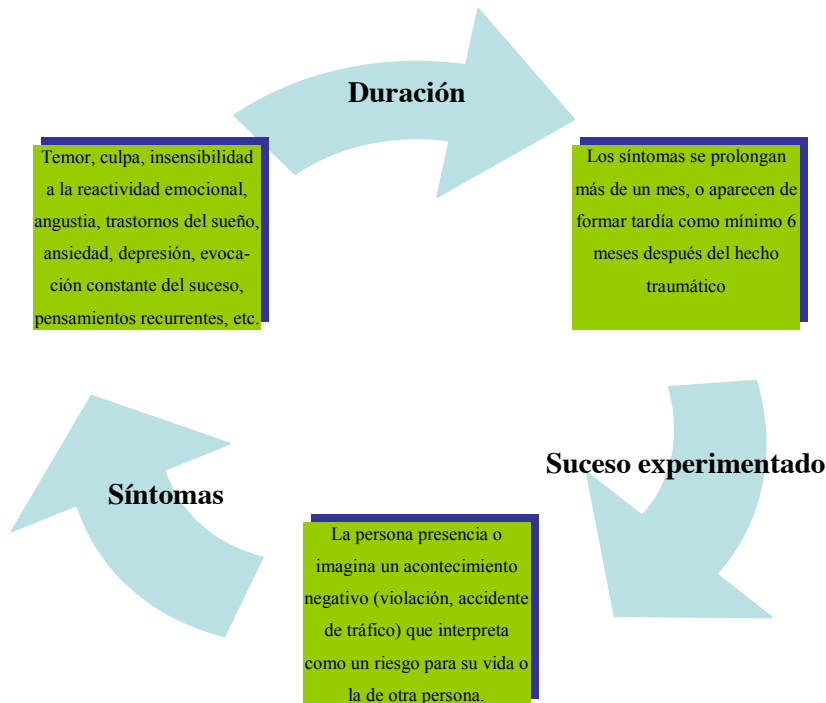 Duración
Temor, culpa, insensibilidad
a la reactividad emocional,
angustia, trastornos del sueño,
ansiedad, depresión, evoca-
ción constante del suceso,
pensamientos recurrentes, etc.
Los síntomas se prolongan
más de un mes, o aparecen de
formar tardía como mínimo 6
meses después del hecho
traumático
Suceso experimentado
Síntomas
La persona presencia o
imagina un acontecimiento
negativo (violación, accidente
de tráfico) que interpreta
como un riesgo para su vida o
la de otra persona.